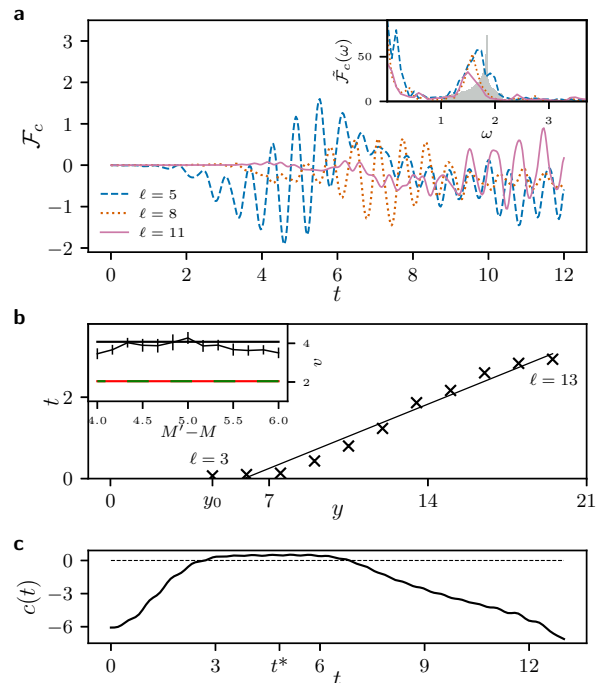 a
3
2
1
0
−1
−2
𝓕c
ℓ = 5
ℓ = 8
ℓ = 11
0 2 4 6 8 10 12
t
50
0
𝓕̃c(ω)
1 2 3
ω
b
2
0
t
4
2
v
4.0 4.5 5.0 5.5 6.0
M′−M
ℓ = 3
ℓ = 13
0 y0 7 14 21
y
c
0
−3
−6
c(t)
0 3 t* 6 9 12
t